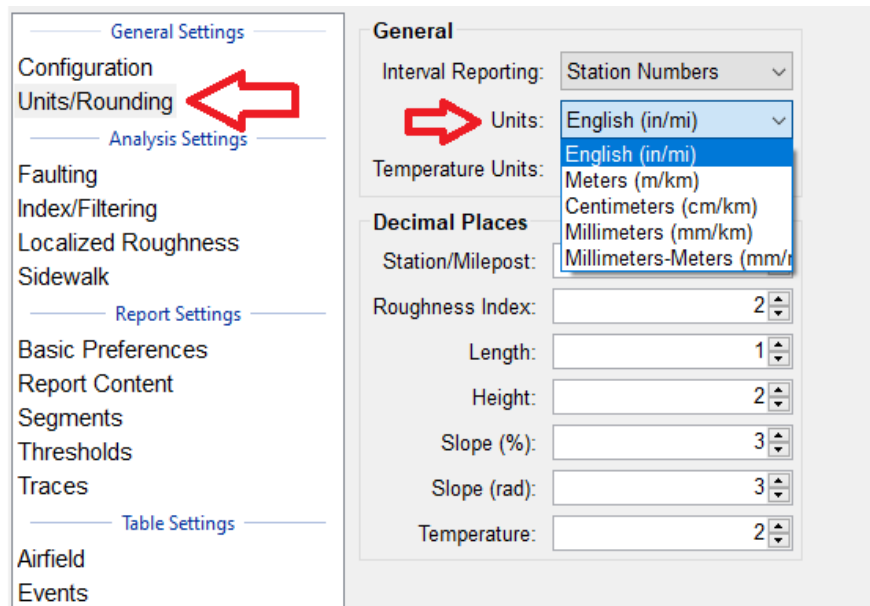 General Settings
Configuration
Units/Rounding
Analysis Settings
Faulting
Index/Filtering
Localized Roughness
Sidewalk
Report Settings
Basic Preferences
Report Content
Segments
Thresholds
Traces
Table Settings
Airfield
Events
General
Interval Reporting: Station Numbers
Units: English (in/mi)
English (in/mi)
Meters (m/km)
Centimeters (cm/km)
Millimeters (mm/km)
Millimeters-Meters (mm/
Temperature Units:
Decimal Places
Station/Milepost:
Roughness Index: 2
Length: 1
Height: 2
Slope (%): 3
Slope (rad): 3
Temperature: 2